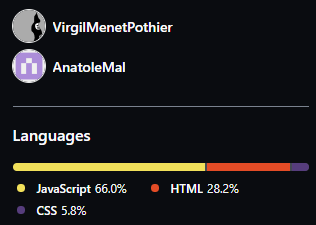 VirgilMenetPothier
AnatoleMal
Languages
JavaScript 66.0% HTML 28.2%
CSS 5.8%